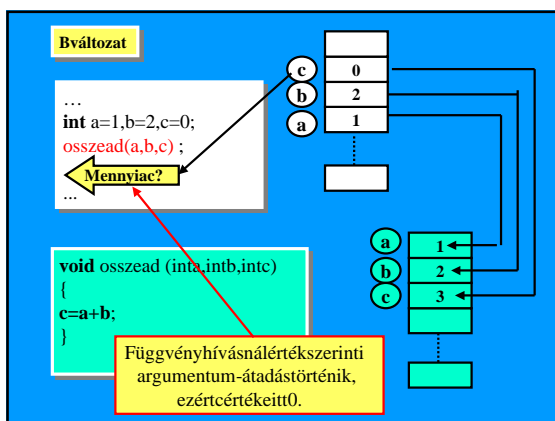 Bváltozat
…
int a=1,b=2,c=0;
osszead(a,b,c) ;
Mennyiac?
...
void osszead (inta,intb,intc)
{
c=a+b;
}
Függvényhívásnálértékszerinti
argumentum-átadástörténik,
ezértcértékeitt0.
c
0
b
2
a
1
a
1
b
2
c
3